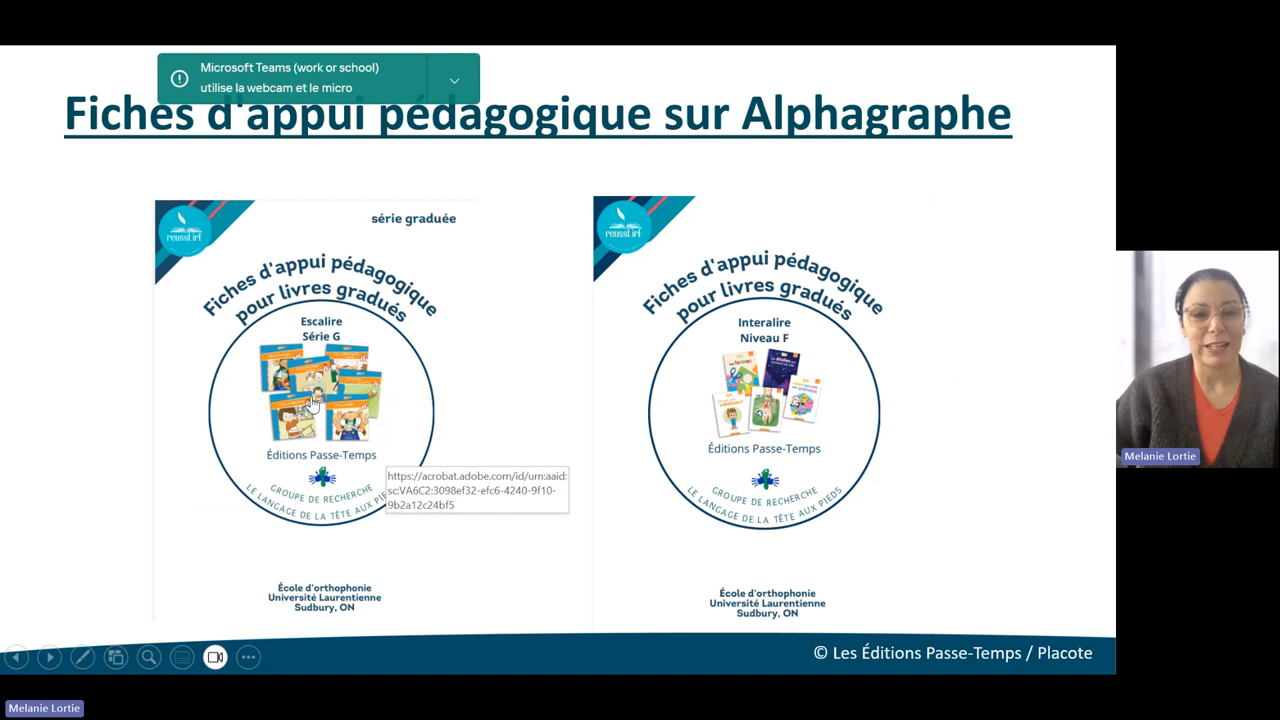 Microsoft Teams (work or school)
utilise la webcam et le micro
Fiches d'appui pédagogique sur Alphagraphe
réussLire
série graduée
Fiches d'appui pédagogique
pour livres gradués
Escalire
Série G
Éditions Passe-Temps
GROUPE DE RECHERCHE
LE LANGAGE DE LA TÊTE AUX PIEDS
https://acrobat.adobe.com/id/urn:aaid:
sc:VA6C2:3098ef32-efc6-4240-9f10-
9b2a12c24bf5
École d'orthophonie
Université Laurentienne
Sudbury, ON
Fiches d'appui pédagogique
pour livres gradués
Interalire
Niveau F
Les formes
Éditions Passe-Temps
GROUPE DE RECHERCHE
LE LANGAGE DE LA TÊTE AUX PIEDS
École d'orthophonie
Université Laurentienne
Sudbury, ON
© Les Éditions Passe-Temps / Placote
Melanie Lortie
Melanie Lortie